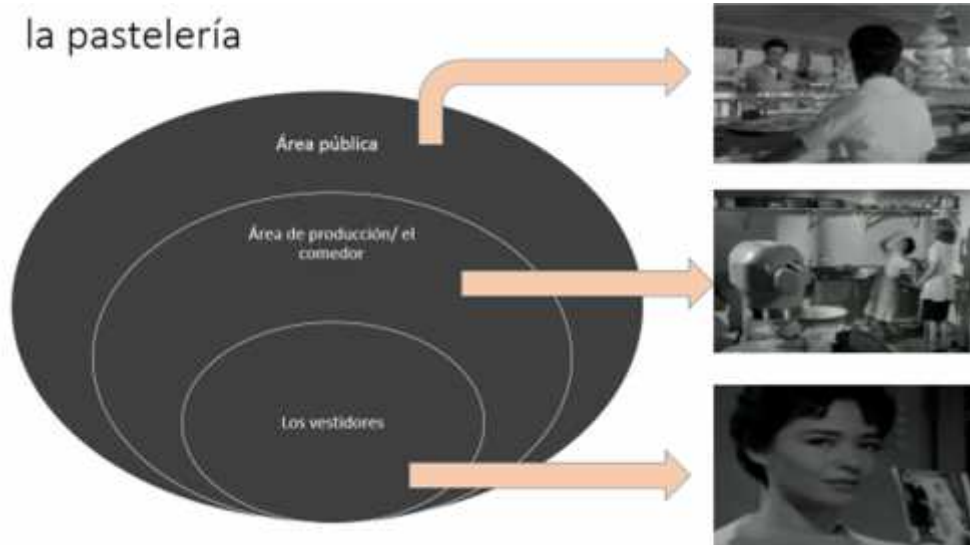 la pastelería
Área pública
Área de producción/ el
comedor
Los vestidores